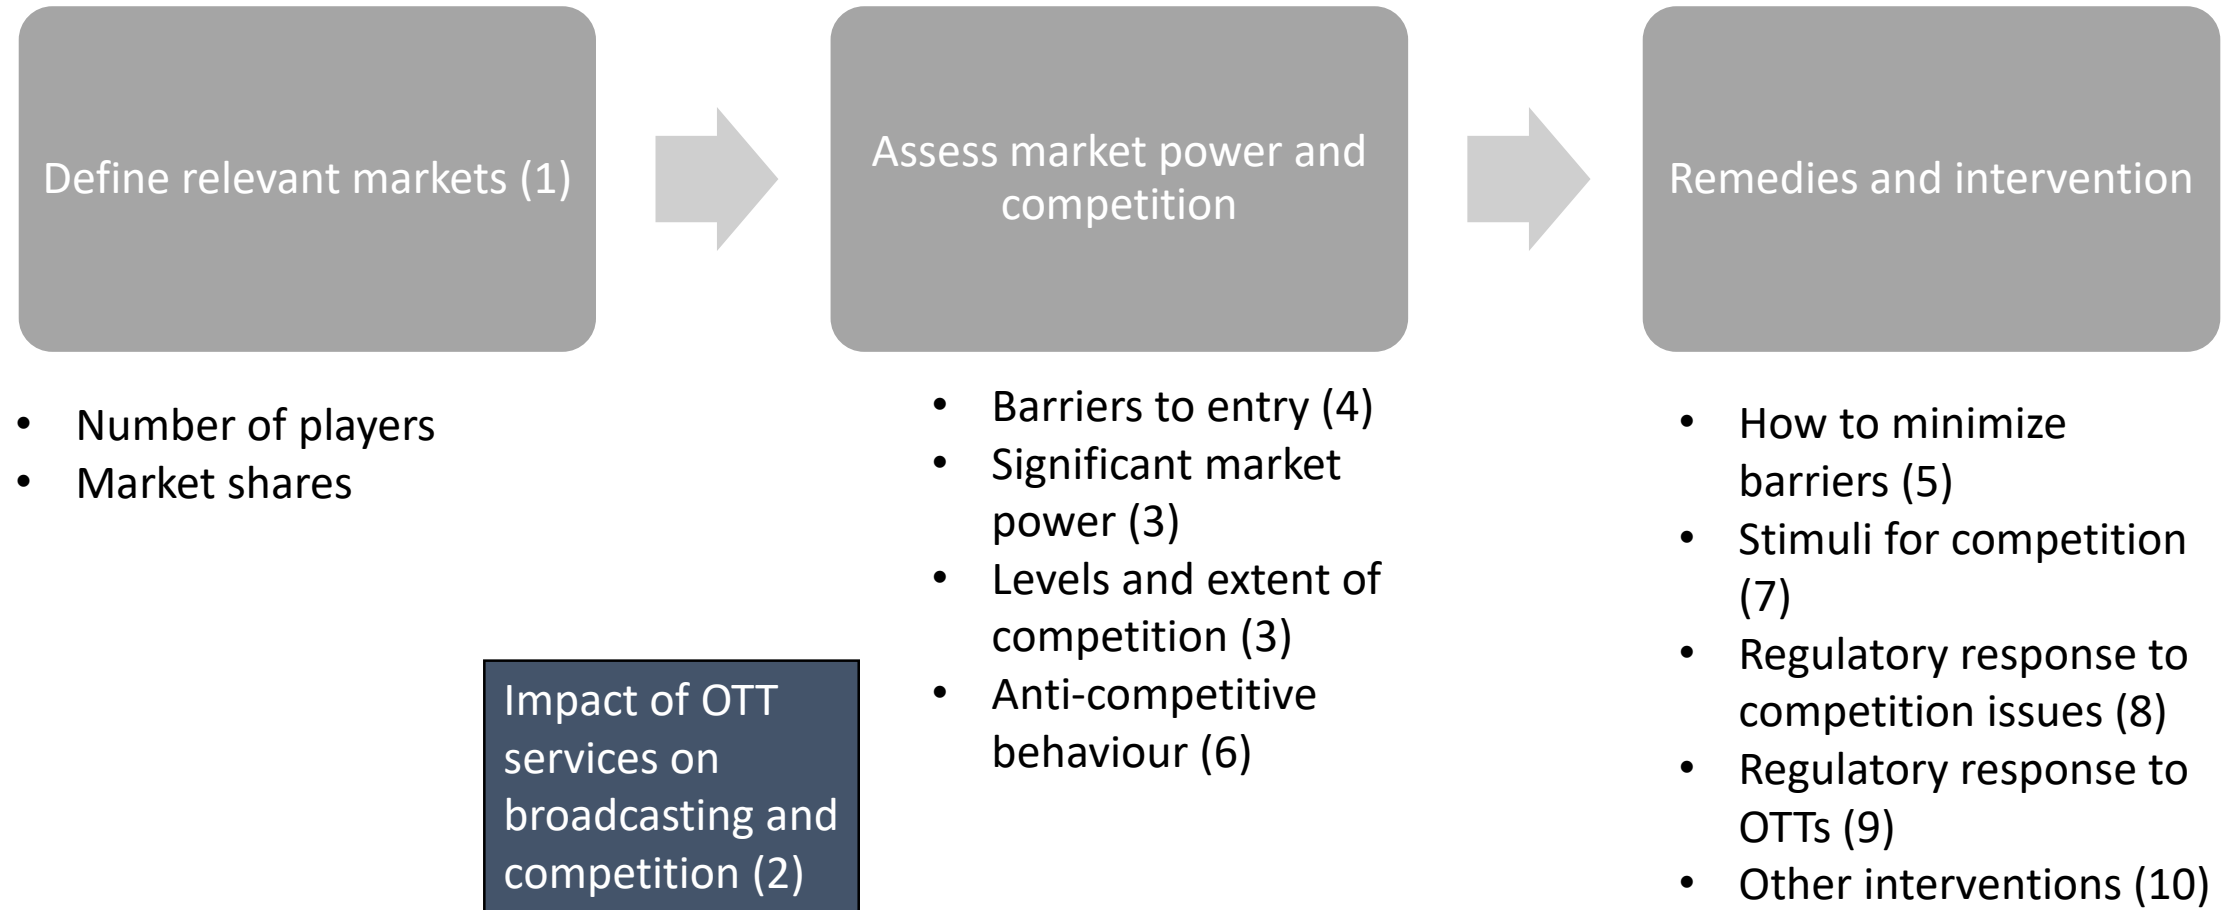 Define relevant markets (1)
Assess market power and
competition
Remedies and intervention
• Number of players
• Market shares
Impact of OTT
services on
broadcasting and
competition (2)
• Barriers to entry (4)
• Significant market
power (3)
• Levels and extent of
competition (3)
• Anti-competitive
behaviour (6)
• How to minimize
barriers (5)
• Stimuli for competition
(7)
• Regulatory response to
competition issues (8)
• Regulatory response to
OTTs (9)
• Other interventions (10)